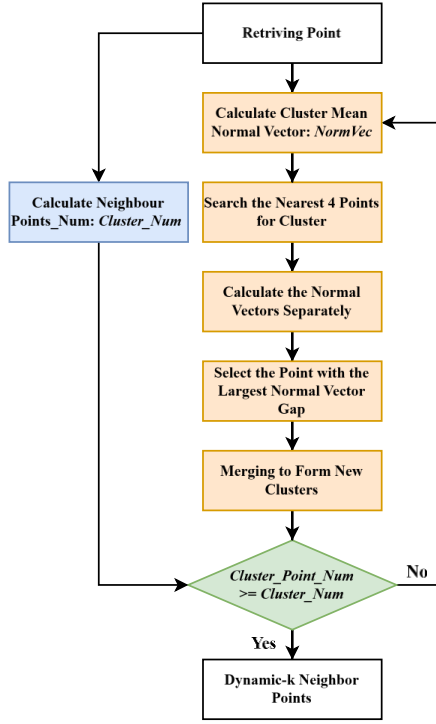 Retriving Point
Calculate Cluster Mean
Normal Vector: NormVec
Calculate Neighbour
Points_Num: Cluster_Num
Search the Nearest 4 Points
for Cluster
Calculate the Normal
Vectors Separately
Select the Point with the
Largest Normal Vector
Gap
Merging to Form New
Clusters
Cluster_Point_Num
>= Cluster_Num
No
Yes
Dynamic-k Neighbor
Points